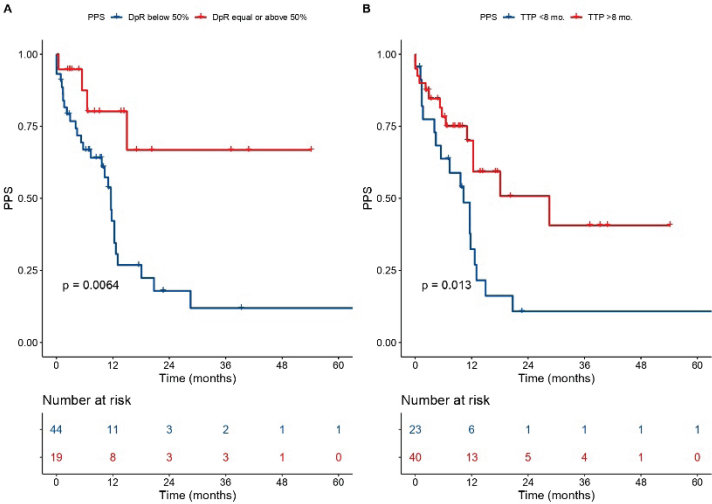 A
PPS DpR below 50% DpR equal or above 50%
1.00
0.75
0.50
0.25
0.00
PPS
p = 0.0064
0 12 24 36 48 60
Time (months)
Number at risk
44 11 3 2 1 1
19 8 3 3 1 0
0 12 24 36 48 60
Time (months)
B
PPS TTP <8 mo. TTP >8 mo.
1.00
0.75
0.50
0.25
0.00
PPS
p = 0.013
0 12 24 36 48 60
Time (months)
Number at risk
23 6 1 1 1 1
40 13 5 4 1 0
0 12 24 36 48 60
Time (months)